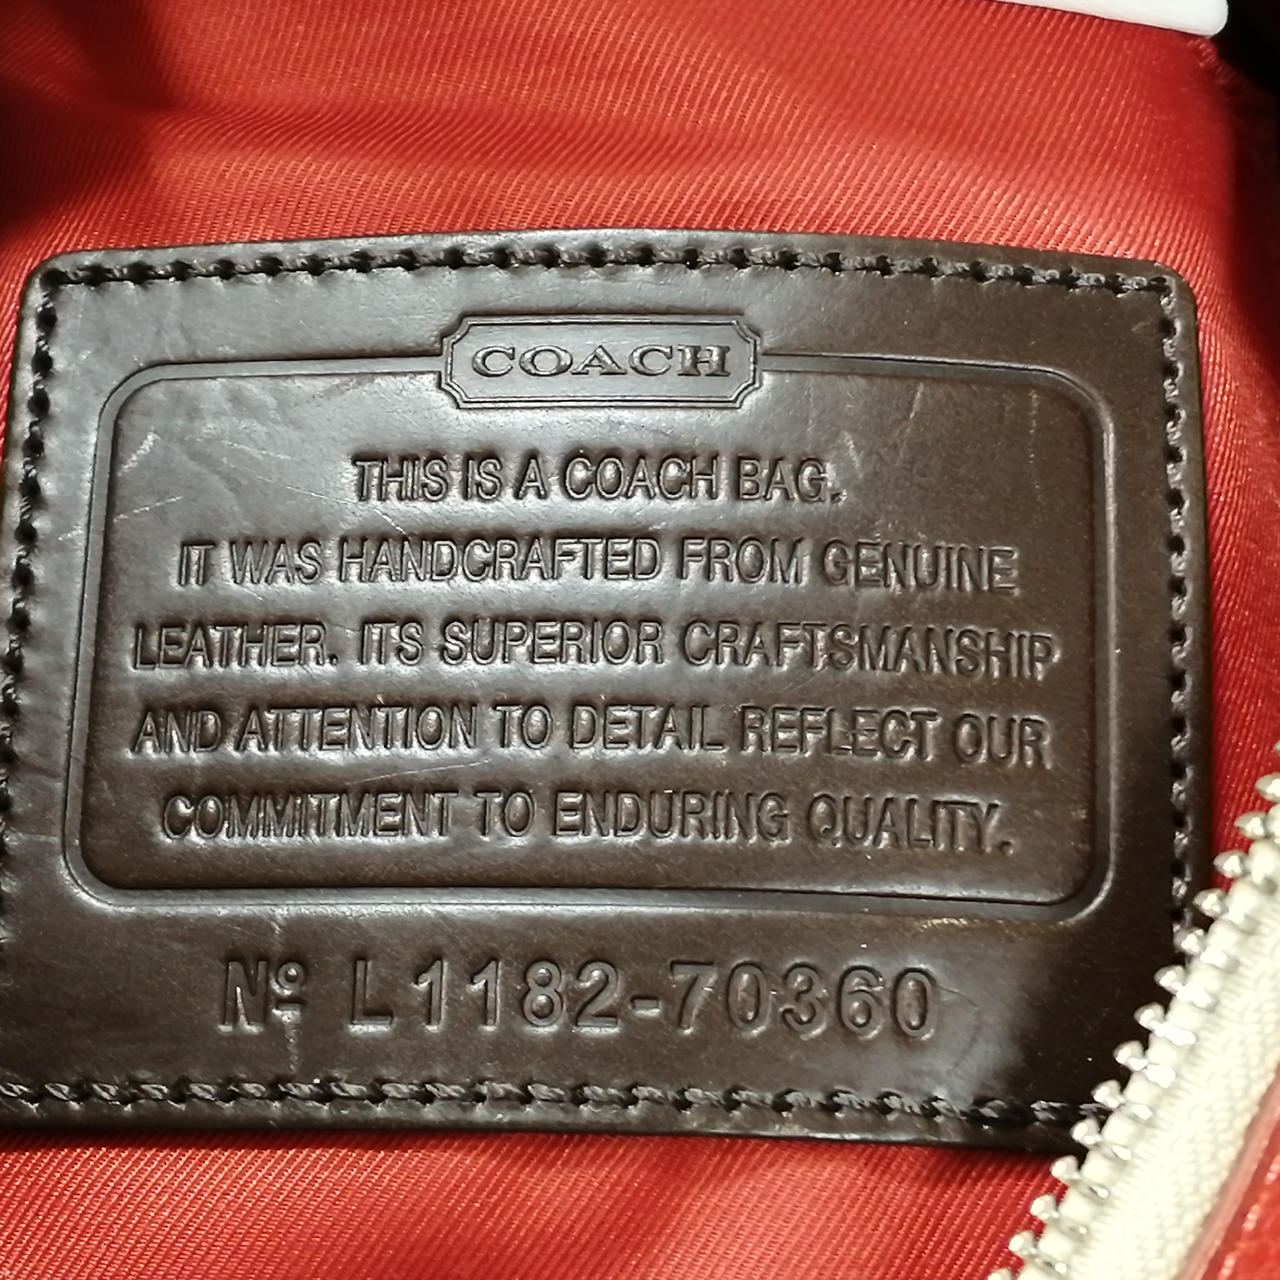 COACH
THIS IS A COACH BAG.
IT WAS HANDCRAFTED FROM GENUINE
LEATHER. ITS SUPERIOR CRAFTSMANSHIP
AND ATTENTION TO DETAIL REFLECT OUR
COMMITMENT TO ENDURING QUALITY.
Nº L1182-70360